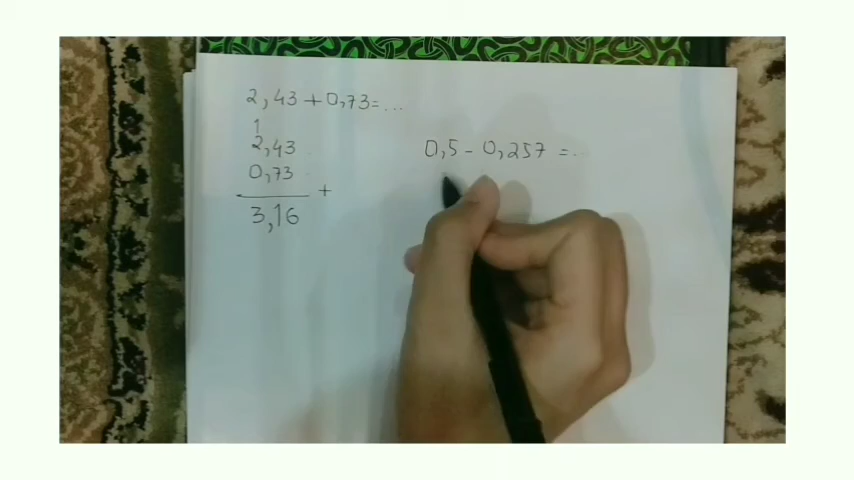 2,43 + 0,73 = ...
1
2,43
0,73
+
3,16
0,5 - 0,257 = ...